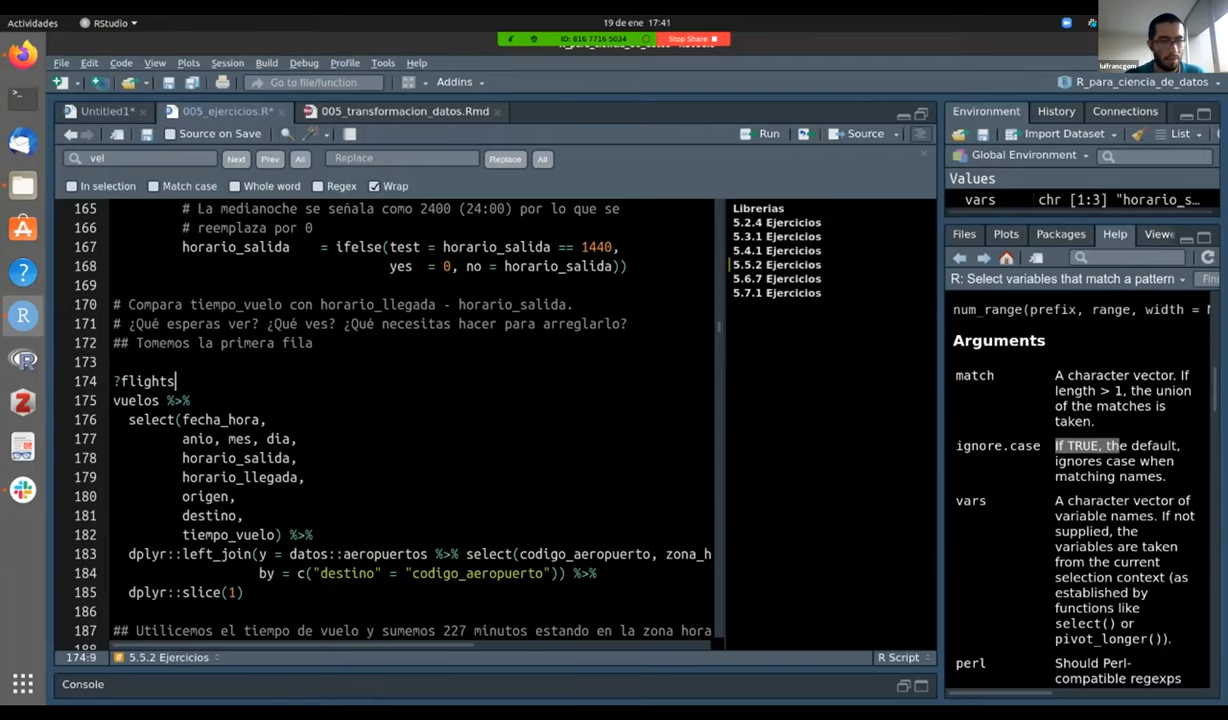 Actividades
RStudio
19 de ene 17:41
ID: 816 7716 5034
Stop Share
lufrancgom
File Edit Code View Plots Session Build Debug Profile Tools Help
Go to file/function
Addins
R_para_ciencia_de_datos
Untitled1*
005_ejercicios.R*
005_transformacion_datos.Rmd
Source on Save
Run
Source
vel
Next
Prev
All
Replace
Replace
All
In selection
Match case
Whole word
Regex
Wrap
165 # La medianoche se señala como 2400 (24:00) por lo que se
166 # reemplaza por 0
167 horario_salida = ifelse(test = horario_salida == 1440,
168 yes = 0, no = horario_salida))
169
170 # Compara tiempo_vuelo con horario_llegada - horario_salida.
171 # ¿Qué esperas ver? ¿Qué ves? ¿Qué necesitas hacer para arreglarlo?
172 ## Tomemos la primera fila
173
174 ?flights
175 vuelos %>%
176 select(fecha_hora,
177 anio, mes, dia,
178 horario_salida,
179 horario_llegada,
180 origen,
181 destino,
182 tiempo_vuelo) %>%
183 dplyr::left_join(y = datos::aeropuertos %>% select(codigo_aeropuerto, zona_h
184 by = c("destino" = "codigo_aeropuerto")) %>%
185 dplyr::slice(1)
186
187 ## Utilicemos el tiempo de vuelo y sumemos 227 minutos estando en la zona hora
174:9
5.5.2 Ejercicios
R Script
Console
Librerias
5.2.4 Ejercicios
5.3.1 Ejercicios
5.4.1 Ejercicios
5.5.2 Ejercicios
5.6.7 Ejercicios
5.7.1 Ejercicios
Environment
History
Connections
Import Dataset
List
Global Environment
Values
vars chr [1:3] "horario_s…
Files
Plots
Packages
Help
Viewe
R: Select variables that match a pattern
Fin
num_range(prefix, range, width = N
Arguments
match
A character vector. If
length > 1, the union
of the matches is
taken.
ignore.case
If TRUE, the default,
ignores case when
matching names.
vars
A character vector of
variable names. If not
supplied, the
variables are taken
from the current
selection context (as
established by
functions like
select() or
pivot_longer()).
perl
Should Perl-
compatible regexps